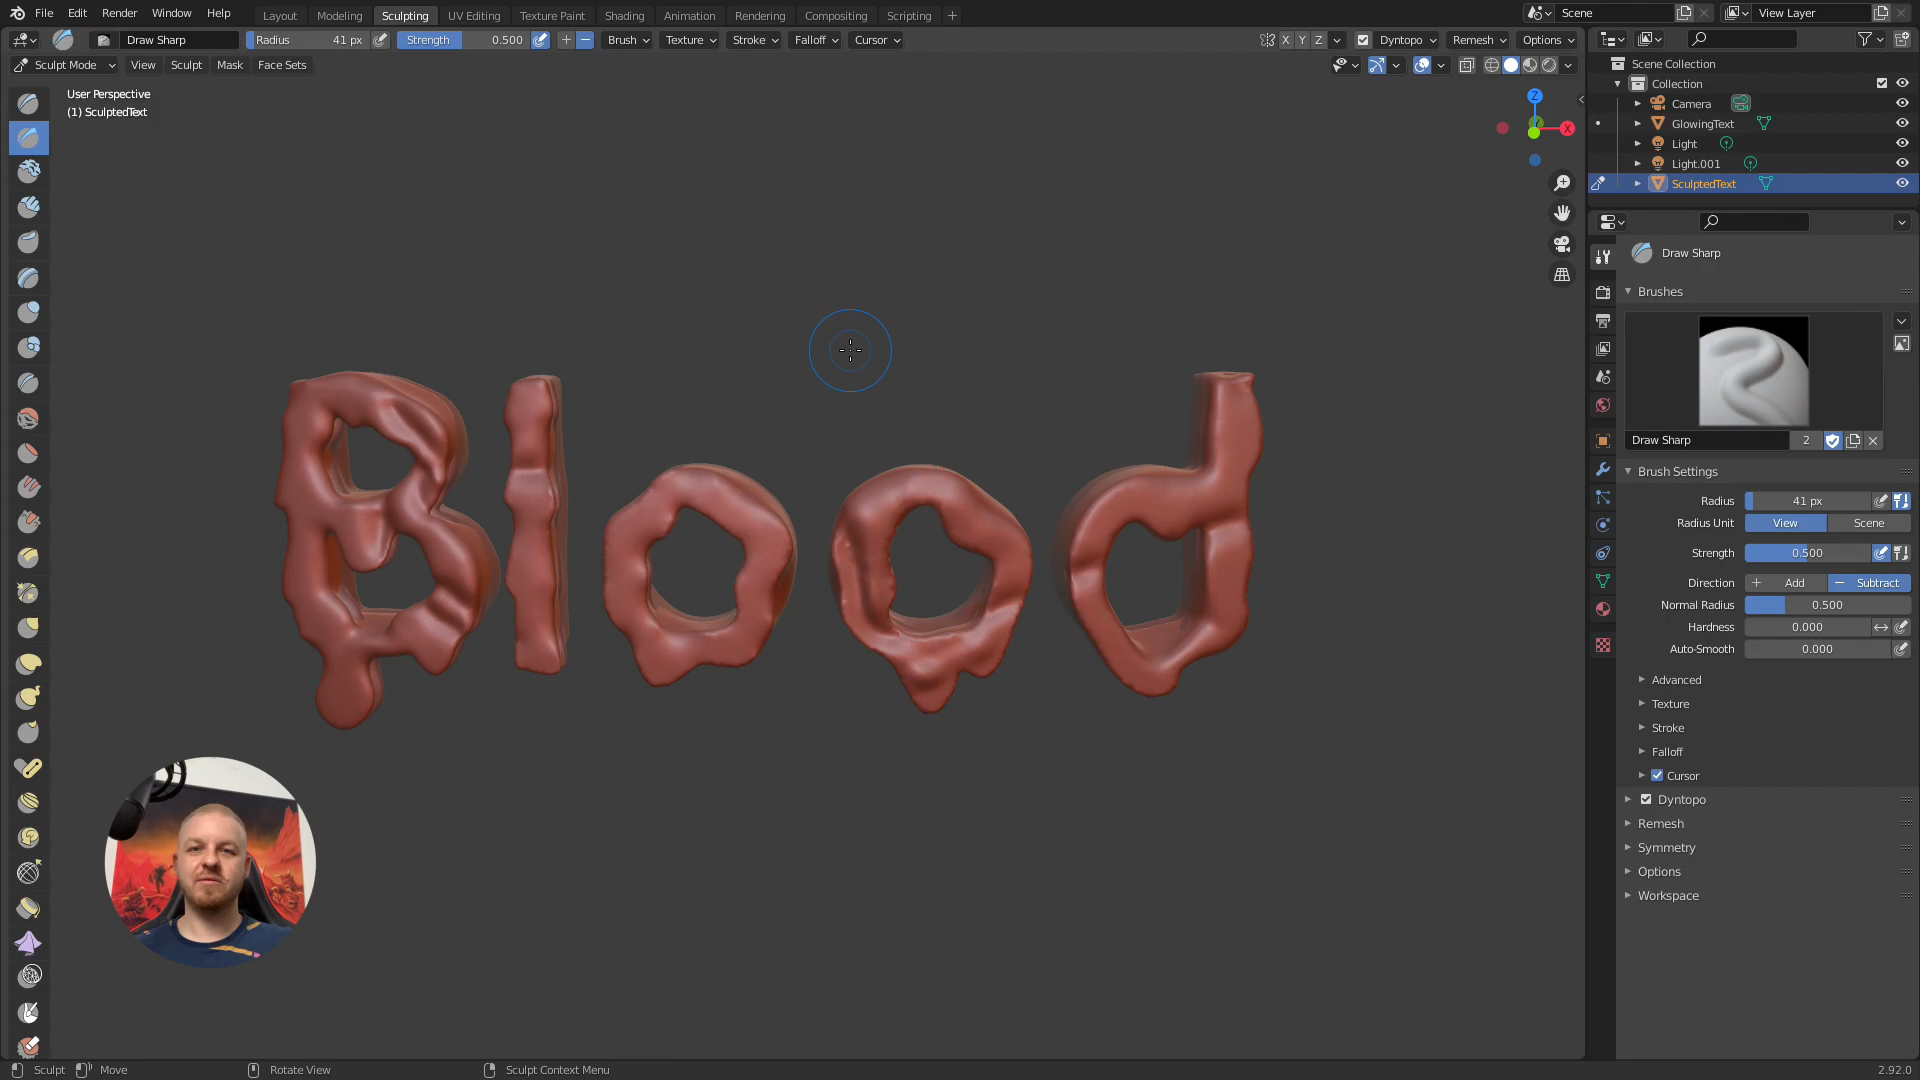 File Edit Render Window Help Layout Modeling Sculpting UV Editing Texture Paint Shading Animation Rendering Compositing Scripting + Scene View Layer
Draw Sharp Radius 41 px Strength 0.500 Brush Texture Stroke Falloff Cursor X Y Z Dyntopo Remesh Options
Sculpt Mode View Sculpt Mask Face Sets
User Perspective
(1) SculptedText
Z
X
Blood
Scene Collection
Collection
Camera
GlowingText
Light
Light.001
SculptedText
Draw Sharp
Brushes
Draw Sharp 2
Brush Settings
Radius 41 px
Radius Unit View Scene
Strength 0.500
Direction + Add − Subtract
Normal Radius 0.500
Hardness 0.000
Auto-Smooth 0.000
Advanced
Texture
Stroke
Falloff
Cursor
Dyntopo
Remesh
Symmetry
Options
Workspace
Sculpt Move Rotate View Sculpt Context Menu 2.92.0